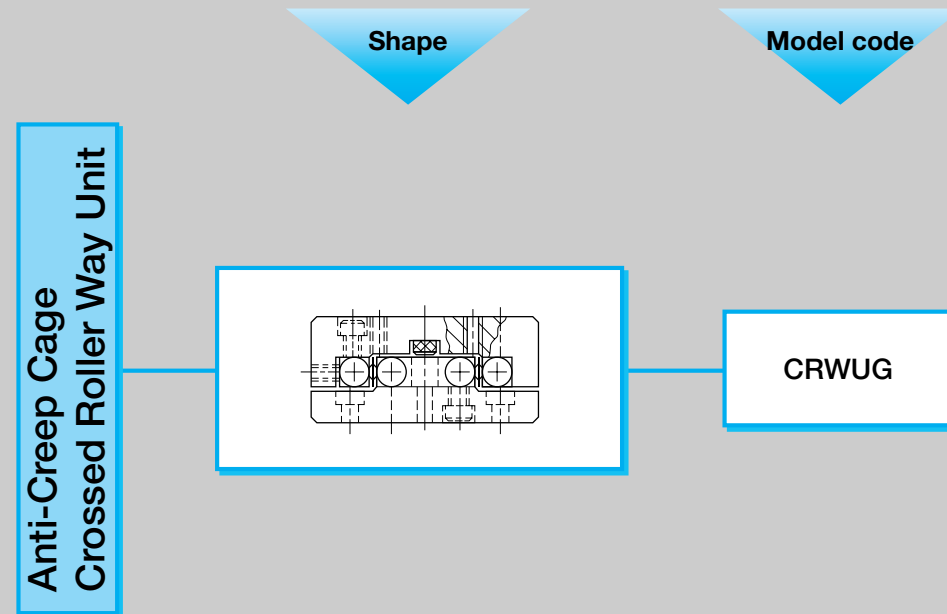 Shape
Model code
Anti-Creep Cage
Crossed Roller Way Unit
CRWUG